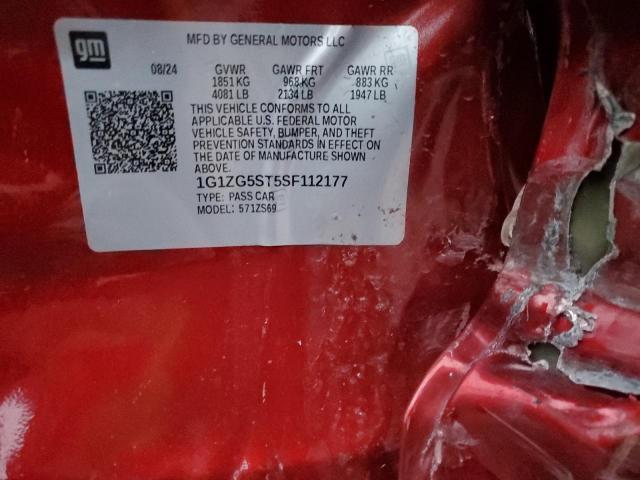 gm
MFD BY GENERAL MOTORS LLC
08/24 GVWR GAWR FRT GAWR RR
1851 KG 968 KG 883 KG
4081 LB 2134 LB 1947 LB
THIS VEHICLE CONFORMS TO ALL
APPLICABLE U.S. FEDERAL MOTOR
VEHICLE SAFETY, BUMPER, AND THEFT
PREVENTION STANDARDS IN EFFECT ON
THE DATE OF MANUFACTURE SHOWN
ABOVE.
1G1ZG5ST5SF112177
TYPE: PASS CAR
MODEL: 571ZS69